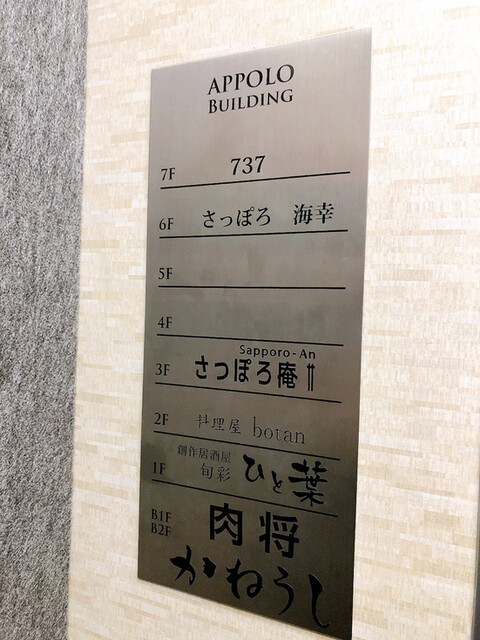 APPOLO
BUILDING
7F 737
6F さっぽろ 海幸
5F
4F
Sapporo-An
3F さっぽろ庵
2F 料理屋 botan
創作居酒屋
1F 旬彩 ひと葉
B1F
B2F
肉将
かねうし